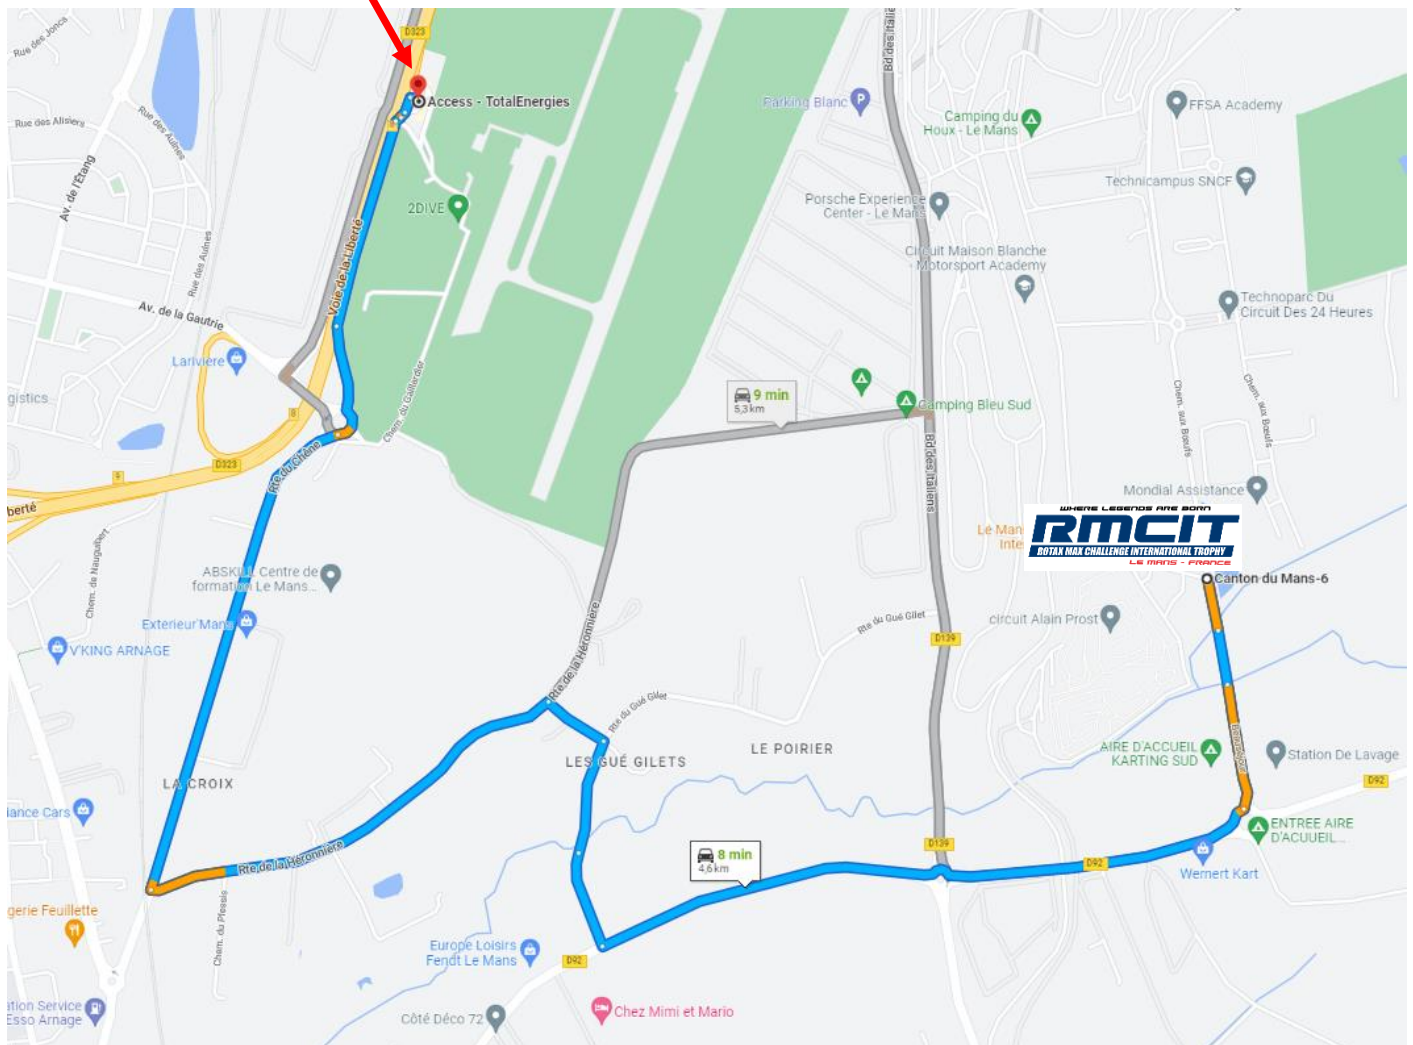 D323
Rue des Joncs
Access - TotalEnergies
Parking Blanc
P
Bd des Italie
Camping du
Houx - Le Mans
FFSA Academy
Rue des Alisiers
Rue des Aulnes
Av. de l'Étang
Technicampus SNCF
2DIVE
Porsche Experience
Center - Le Mans
Rue des Aulnes
Voie de la Liberté
Circuit Maison Blanche
- Motorsport Academy
Technoparc Du
Circuit Des 24 Heures
Av. de la Gautrie
Larivière
Chem. du Gaillardier
9 min
5,3 km
Camping Bleu Sud
Chem. aux Bœufs
Chem. aux Bœufs
gistics
8
D323
9
Rte du Chêne
berté
Bd des Italiens
Mondial Assistance
WHERE LEGENDS ARE BORN
RMCIT
ROTAX MAX CHALLENGE INTERNATIONAL TROPHY
LE MANS - FRANCE
Le Man
Inte
Chem. de Nauguibert
ABSKILL Centre de
formation Le Mans...
Canton du Mans-6
Exterieur'Mans
V'KING ARNAGE
Rte de la Héronnière
Rte du Gué Gilet
circuit Alain Prost
D139
Rte du Gué Gilet
LES GUÉ GILETS
LE POIRIER
AIRE D'ACCUEIL
KARTING SUD
Station De Lavage
LA CROIX
D92
dance Cars
ENTREE AIRE
D'ACUUEIL...
8 min
4,6 km
D139
D92
Wernert Kart
Rte de la Héronnière
Chem. du Plessis
gerie Feuillette
Europe Loisirs
Fendt Le Mans
D92
ation Service
Esso Arnage
Côté Déco 72
Chez Mimi et Mario